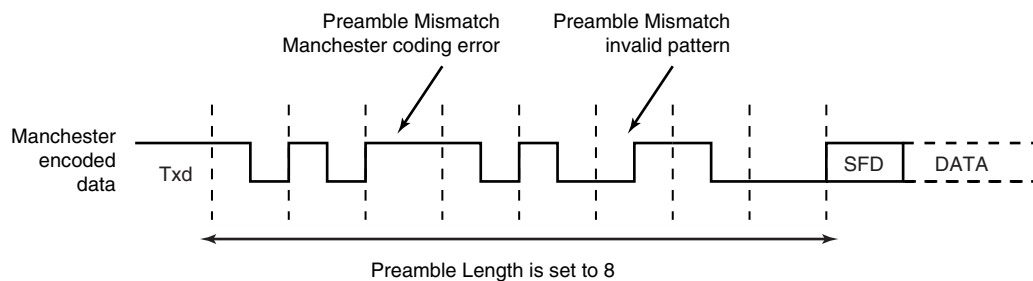 Preamble Mismatch
Manchester coding error
Preamble Mismatch
invalid pattern
Manchester
encoded
data
Txd
SFD
DATA
Preamble Length is set to 8